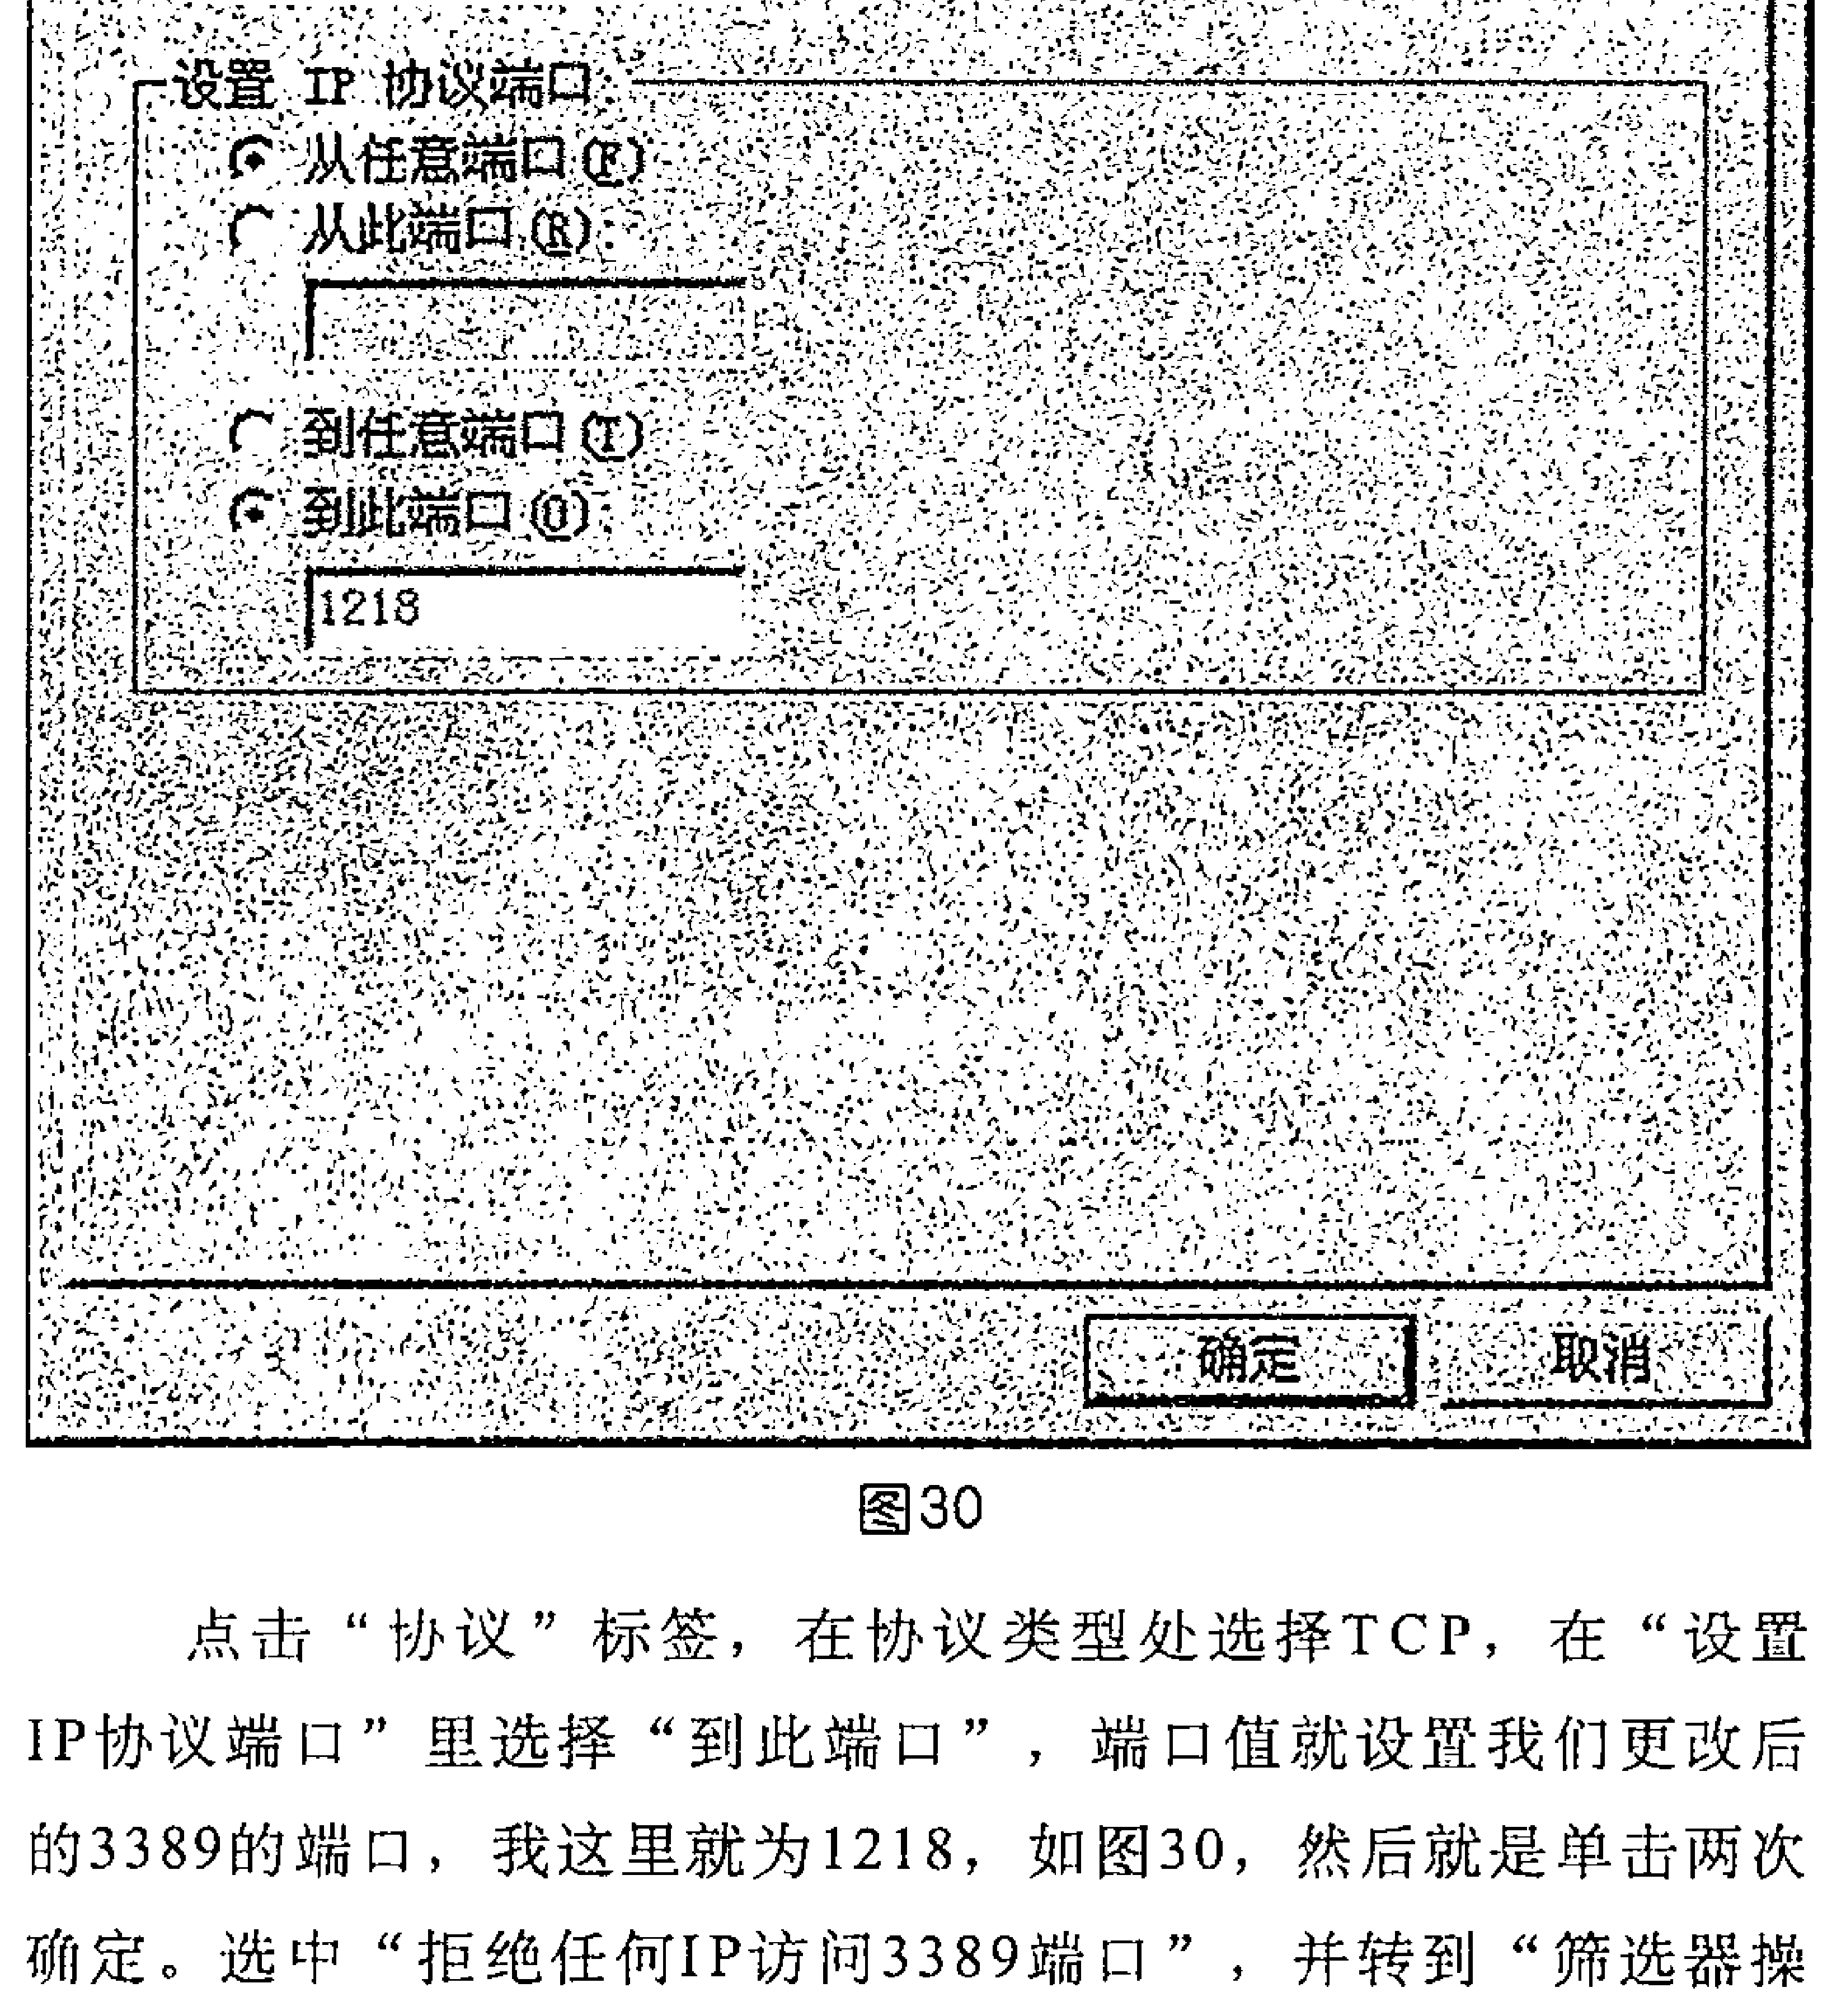 设置 IP 协议端口
从任意端口(F)
从此端口(R):
到任意端口(T)
到此端口(O):
1218
确定 取消
图30
点击“协议”标签，在协议类型处选择TCP，在“设置
IP协议端口”里选择“到此端口”，端口值就设置我们更改后
的3389的端口，我这里就为1218，如图30，然后就是单击两次
确定。选中“拒绝任何IP访问3389端口”，并转到“筛选器操